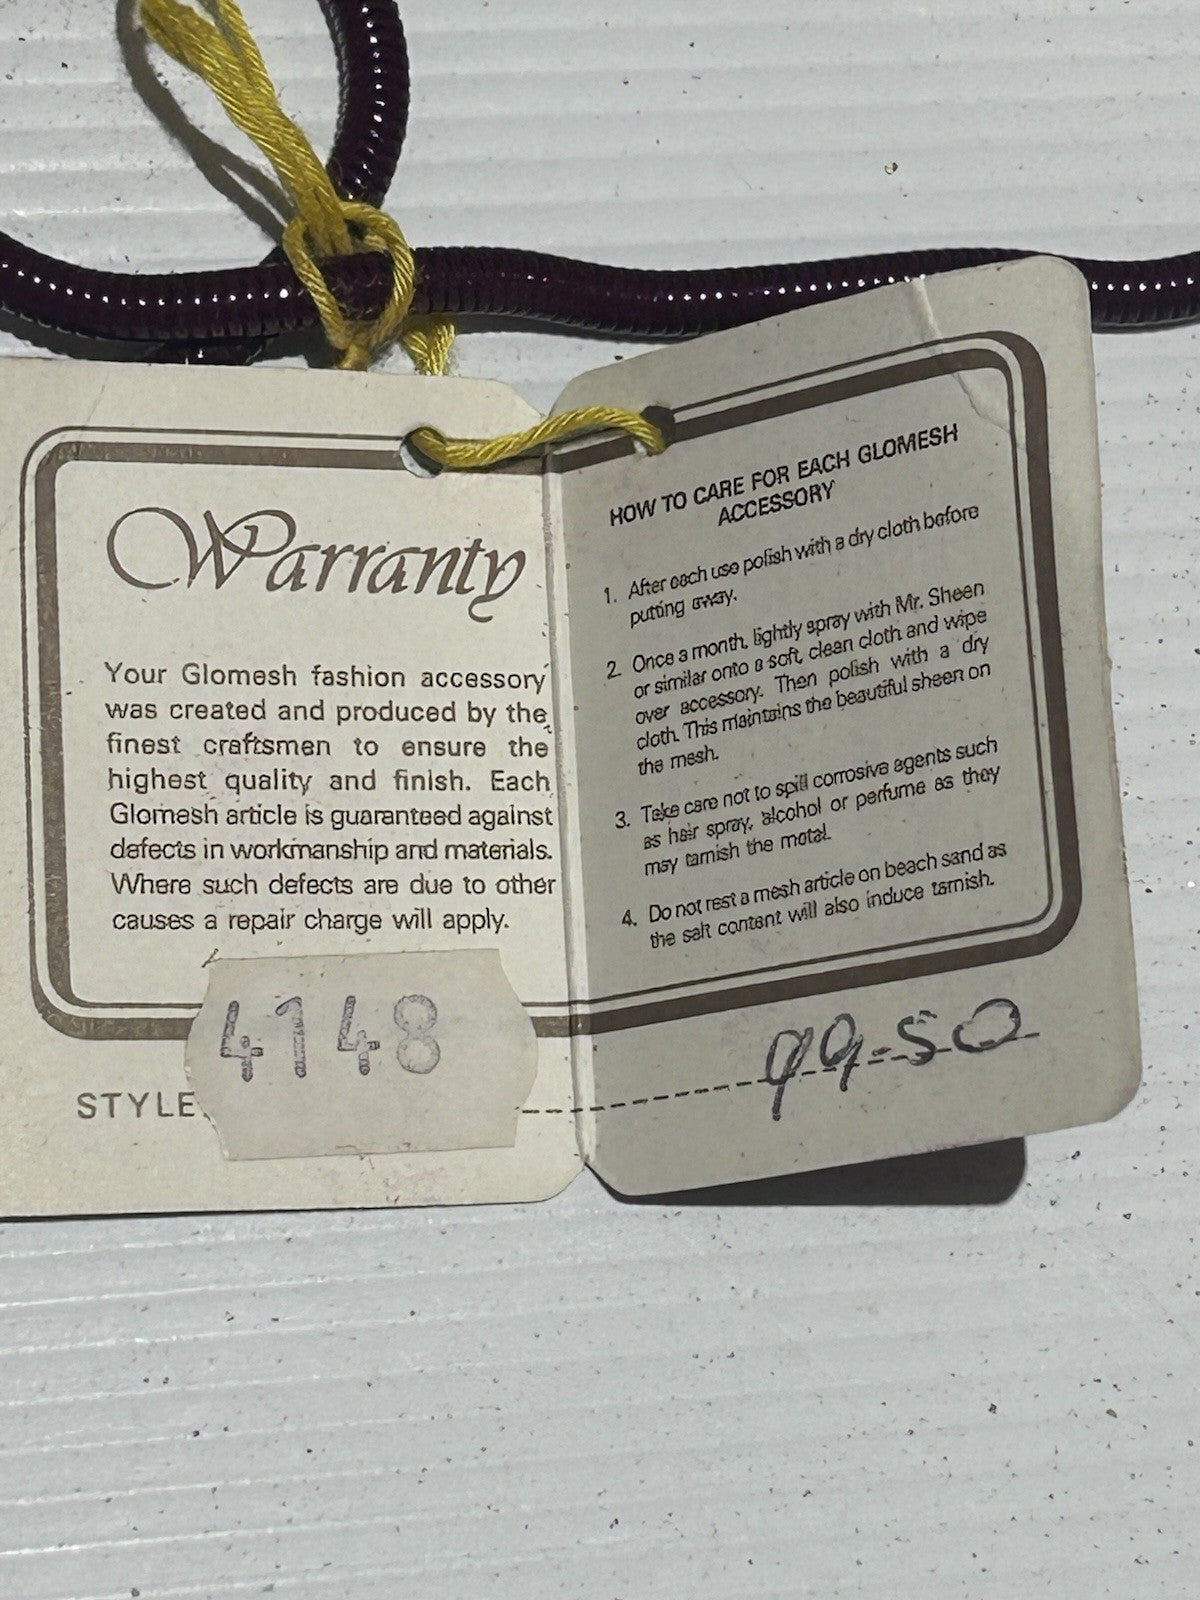 Warranty
Your Glomesh fashion accessory
was created and produced by the
finest craftsmen to ensure the
highest quality and finish. Each
Glomesh article is guaranteed against
defects in workmanship and materials.
Where such defects are due to other
causes a repair charge will apply.
4148
STYLE
HOW TO CARE FOR EACH GLOMESH
ACCESSORY
1. After each use polish with a dry cloth before
putting away.
2. Once a month, lightly spray with Mr. Sheen
or similar onto a soft, clean cloth and wipe
over accessory. Then polish with a dry
cloth. This maintains the beautiful sheen on
the mesh.
3. Take care not to spill corrosive agents such
as hair spray, alcohol or perfume as they
may tarnish the metal.
4. Do not rest a mesh article on beach sand as
the salt content will also induce tarnish.
99.50